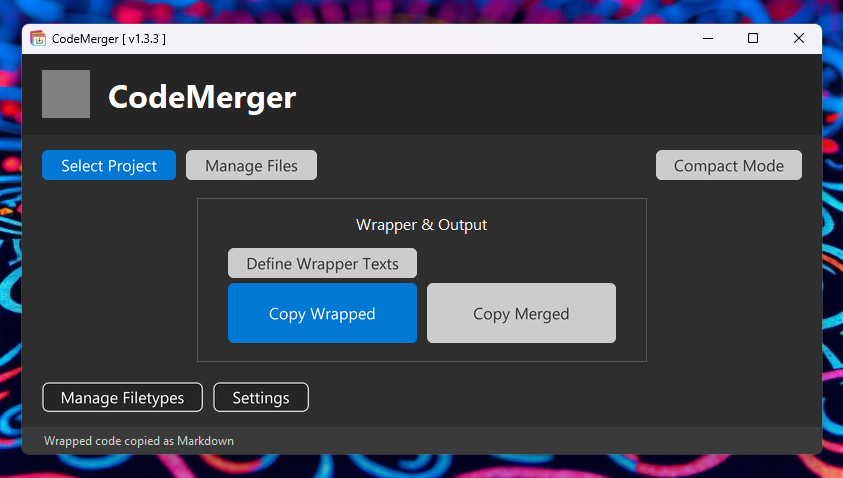 CodeMerger [ v1.3.3 ]
CodeMerger
Select Project
Manage Files
Compact Mode
Wrapper & Output
Define Wrapper Texts
Copy Wrapped
Copy Merged
Manage Filetypes
Settings
Wrapped code copied as Markdown